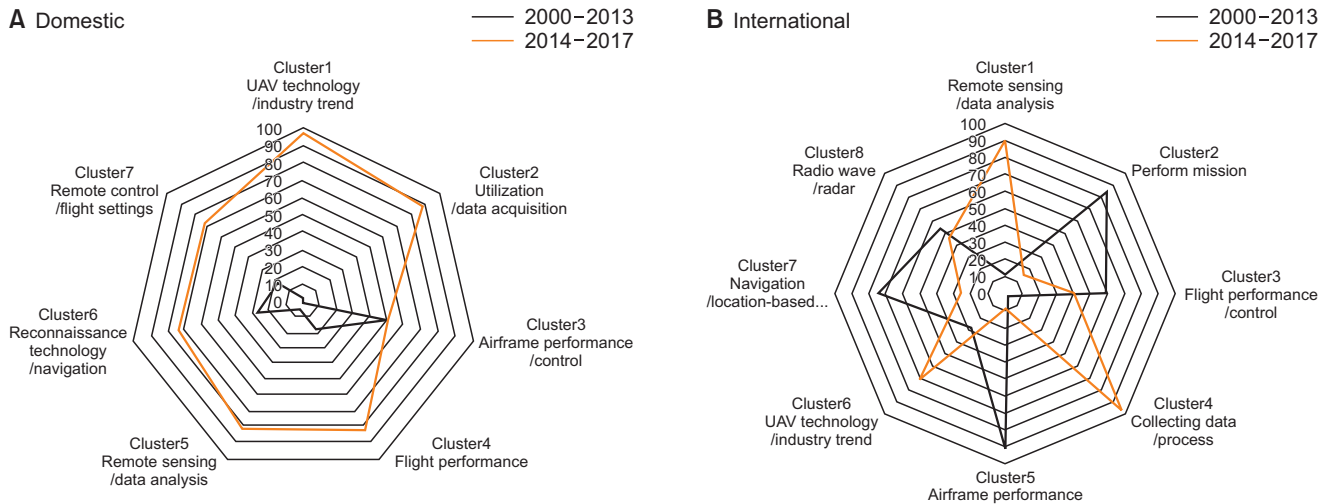 A Domestic
2000–2013
2014–2017
Cluster1
UAV technology
/industry trend
Cluster2
Utilization
/data acquisition
Cluster3
Airframe performance
/control
Cluster4
Flight performance
Cluster5
Remote sensing
/data analysis
Cluster6
Reconnaissance
technology
/navigation
Cluster7
Remote control
/flight settings
100
90
80
70
60
50
40
30
20
10
0
B International
2000–2013
2014–2017
Cluster1
Remote sensing
/data analysis
Cluster2
Perform mission
Cluster3
Flight performance
/control
Cluster4
Collecting data
/process
Cluster5
Airframe performance
Cluster6
UAV technology
/industry trend
Cluster7
Navigation
/location-based...
Cluster8
Radio wave
/radar
100
90
80
70
60
50
40
30
20
10
0